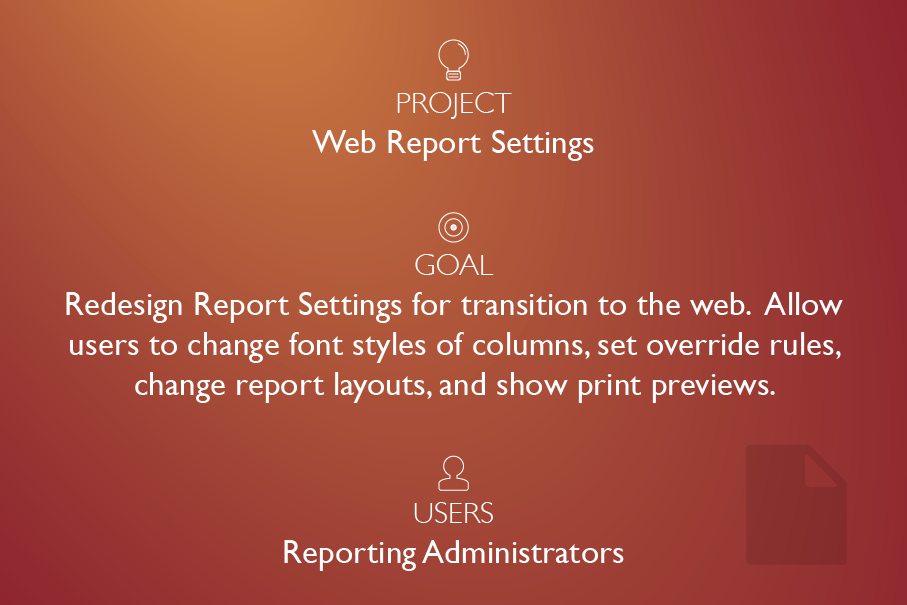 PROJECT
Web Report Settings
GOAL
Redesign Report Settings for transition to the web. Allow
users to change font styles of columns, set override rules,
change report layouts, and show print previews.
USERS
Reporting Administrators